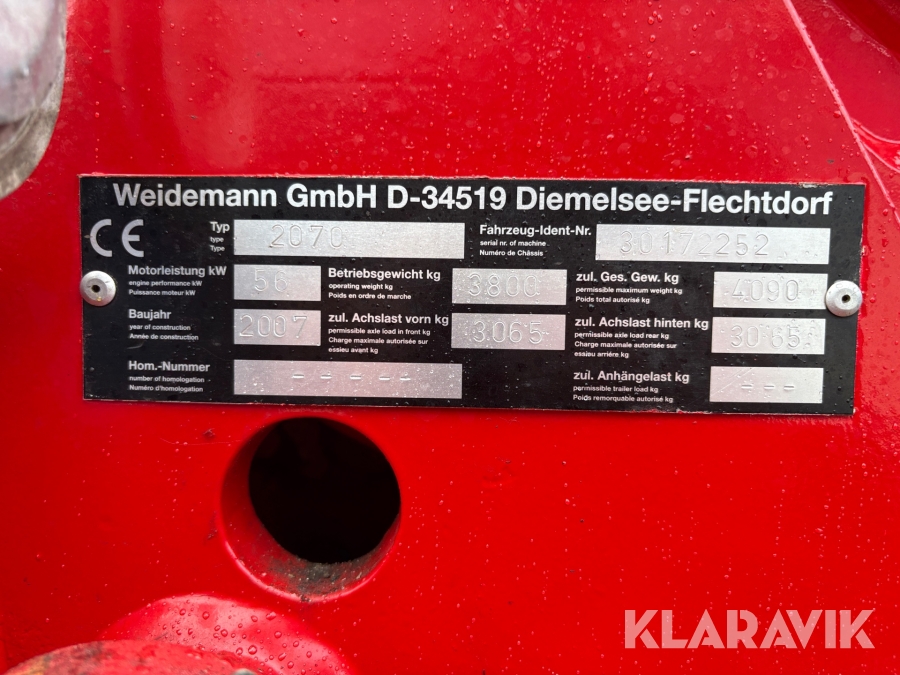 Weidemann GmbH D-34519 Diemelsee-Flechtdorf
CE
Typ
type
Type
2070
Fahrzeug-Ident-Nr.
serial nr. of machine
Numéro de Châssis
30172252
Motorleistung kW
engine performance kW
Puissance moteur kW
56
Betriebsgewicht kg
operating weight kg
Poids en ordre de marche
3800
zul. Ges. Gew. kg
permissible maximum weight kg
Poids total autorisé kg
4090
Baujahr
year of construction
Année de construction
2007
zul. Achslast vorn kg
permissible axle load in front kg
Charge maximale autorisée sur
essieu avant kg
3065
zul. Achslast hinten kg
permissible axle load rear kg
Charge maximale autorisée sur
essieu arrière kg
3065
Hom.-Nummer
number of homologation
Numéro d'homologation
-----
zul. Anhängelast kg
permissible trailer load kg
Poids remorquable autorisé kg
---
KLARAVIK